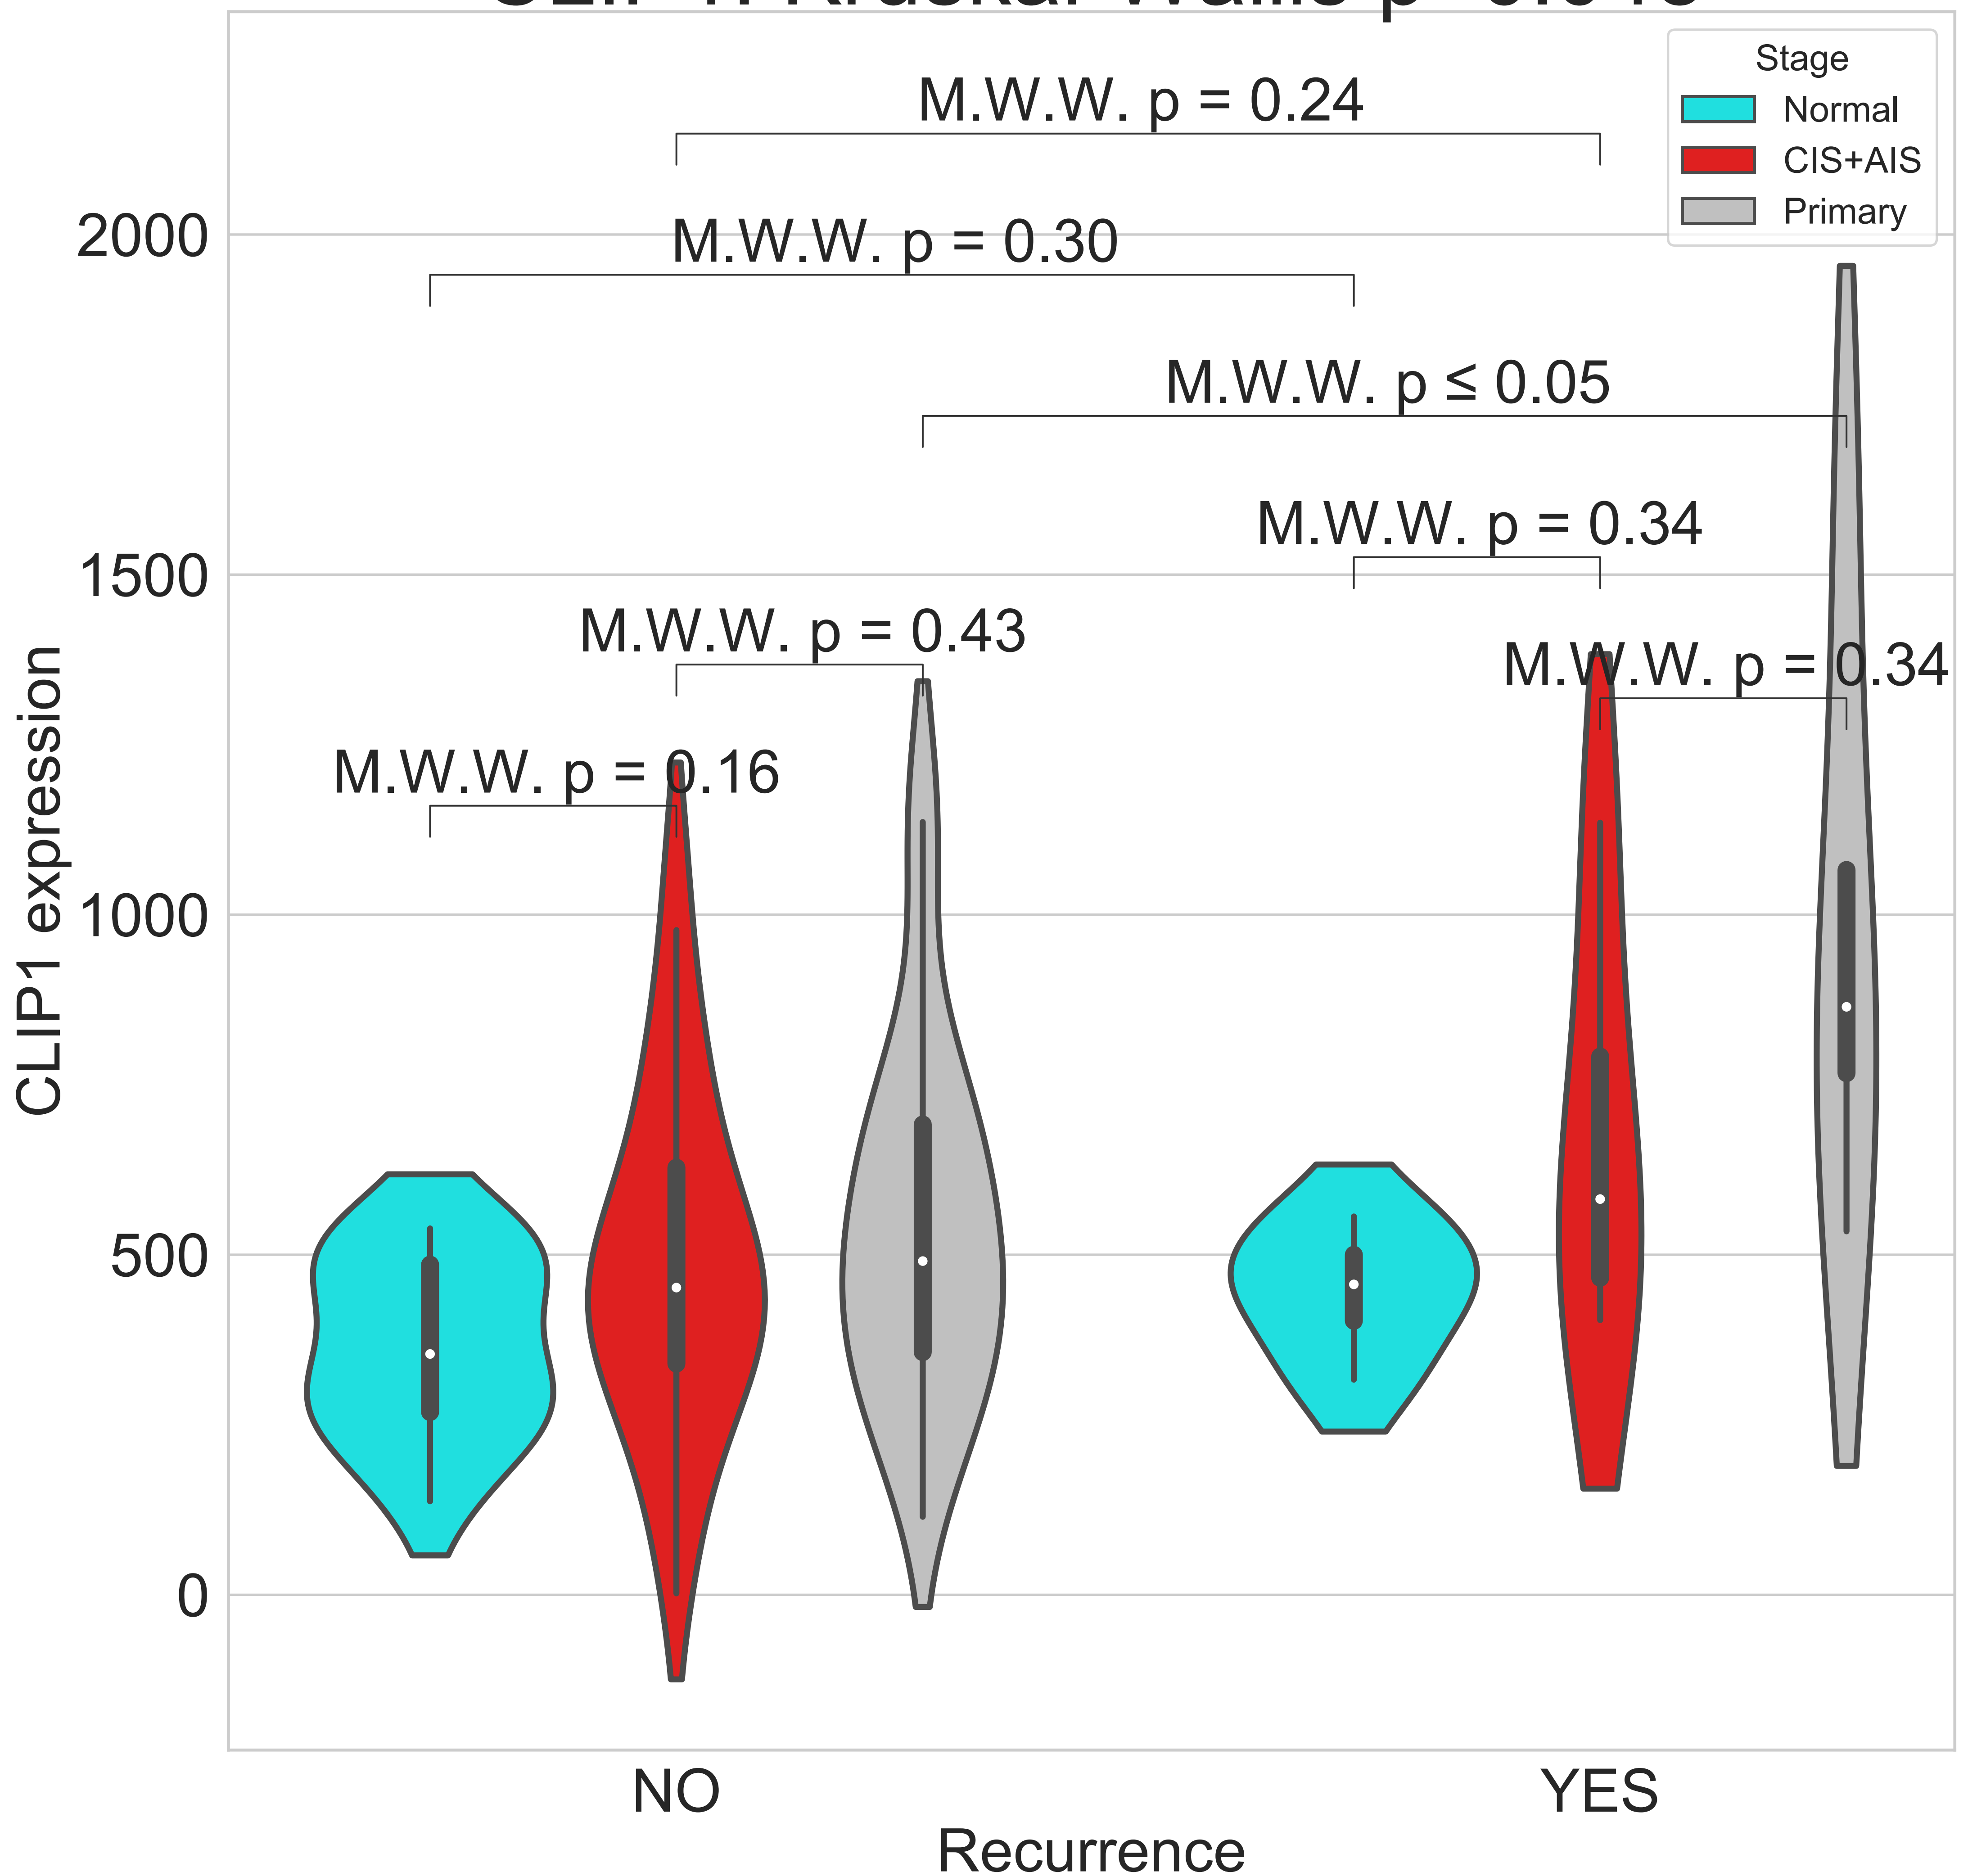 Stage
Normal
CIS+AIS
Primary
M.W.W. p = 0.24
M.W.W. p = 0.30
M.W.W. p ≤ 0.05
M.W.W. p = 0.34
M.W.W. p = 0.43
M.W.W. p = 0.34
M.W.W. p = 0.16
2000
1500
1000
500
0
CLIP1 expression
NO
YES
Recurrence